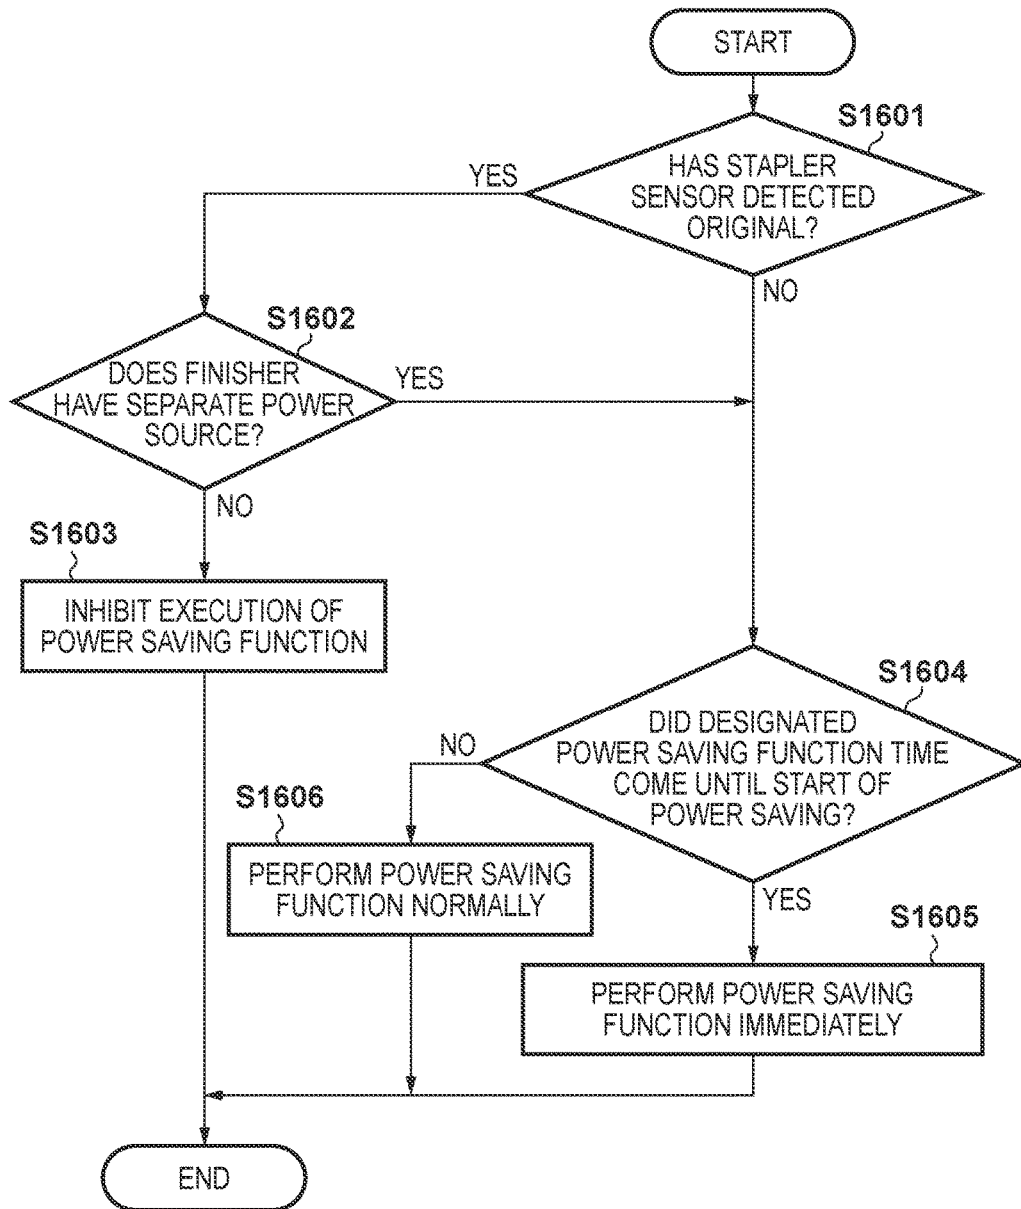 START
S1601
HAS STAPLER
SENSOR DETECTED
ORIGINAL?
YES
NO
S1602
DOES FINISHER
HAVE SEPARATE POWER
SOURCE?
YES
NO
S1603
INHIBIT EXECUTION OF
POWER SAVING FUNCTION
S1604
DID DESIGNATED
POWER SAVING FUNCTION TIME
COME UNTIL START OF
POWER SAVING?
NO
YES
S1606
PERFORM POWER SAVING
FUNCTION NORMALLY
S1605
PERFORM POWER SAVING
FUNCTION IMMEDIATELY
END